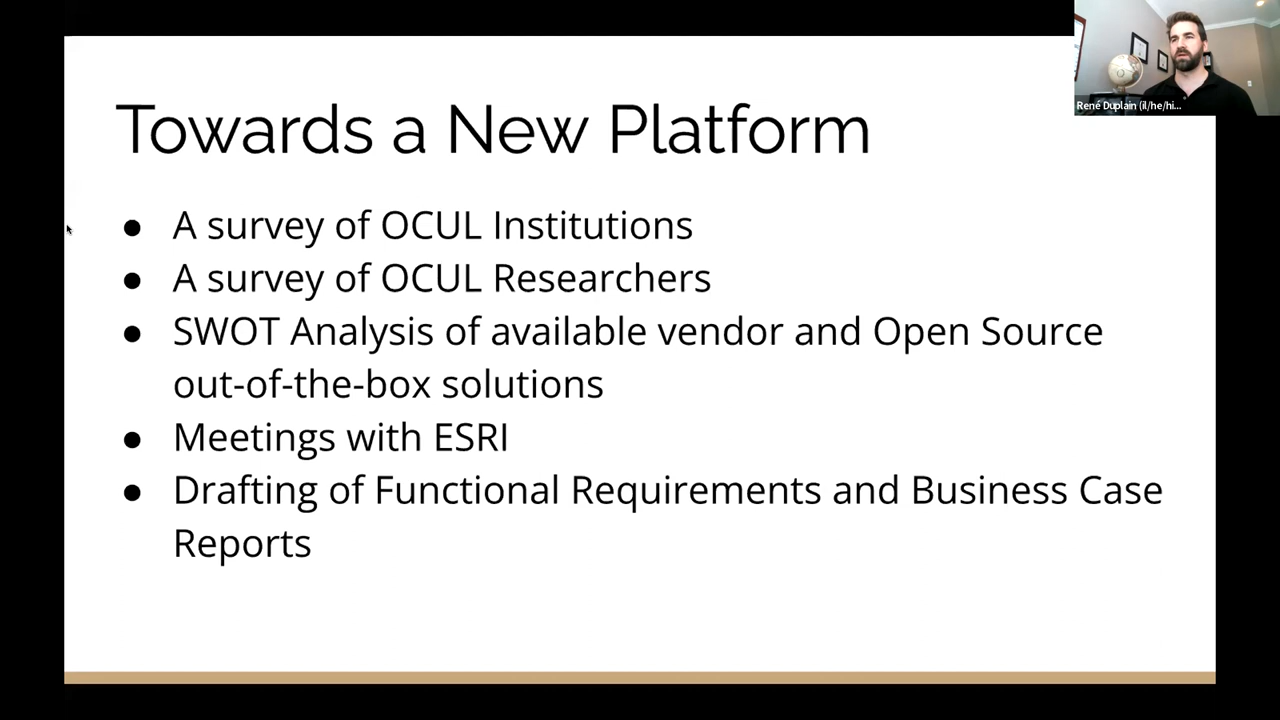 Towards a New Platform
René Duplain (il/he/hi...
● A survey of OCUL Institutions
● A survey of OCUL Researchers
● SWOT Analysis of available vendor and Open Source
out-of-the-box solutions
● Meetings with ESRI
● Drafting of Functional Requirements and Business Case
Reports